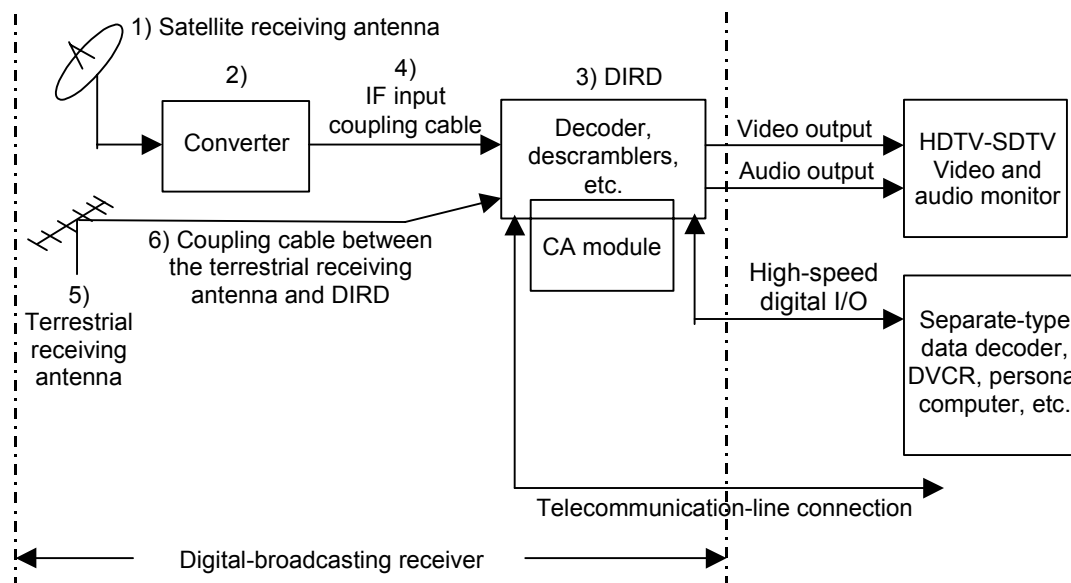 1) Satellite receiving antenna
2)
Converter
4)
IF input
coupling cable
3) DIRD
Decoder,
descramblers,
etc.
CA module
Video output
Audio output
HDTV-SDTV
Video and
audio monitor
6) Coupling cable between
the terrestrial receiving
antenna and DIRD
5)
Terrestrial
receiving
antenna
High-speed
digital I/O
Separate-type
data decoder,
DVCR, persona
computer, etc.
Telecommunication-line connection
Digital-broadcasting receiver